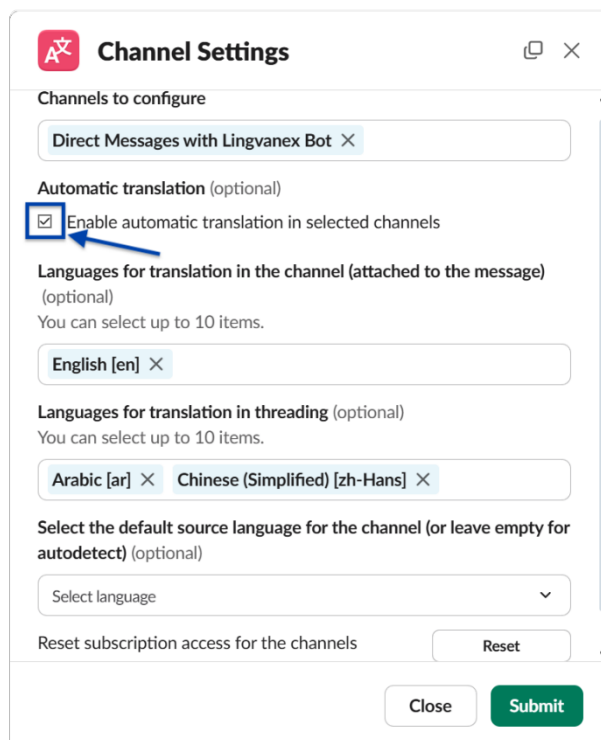 Channel Settings
Channels to configure
Direct Messages with Lingvanex Bot
Automatic translation (optional)
Enable automatic translation in selected channels
Languages for translation in the channel (attached to the message)
(optional)
You can select up to 10 items.
English [en]
Languages for translation in threading (optional)
You can select up to 10 items.
Arabic [ar] Chinese (Simplified) [zh-Hans]
Select the default source language for the channel (or leave empty for
autodetect) (optional)
Select language
Reset subscription access for the channels Reset
Close Submit